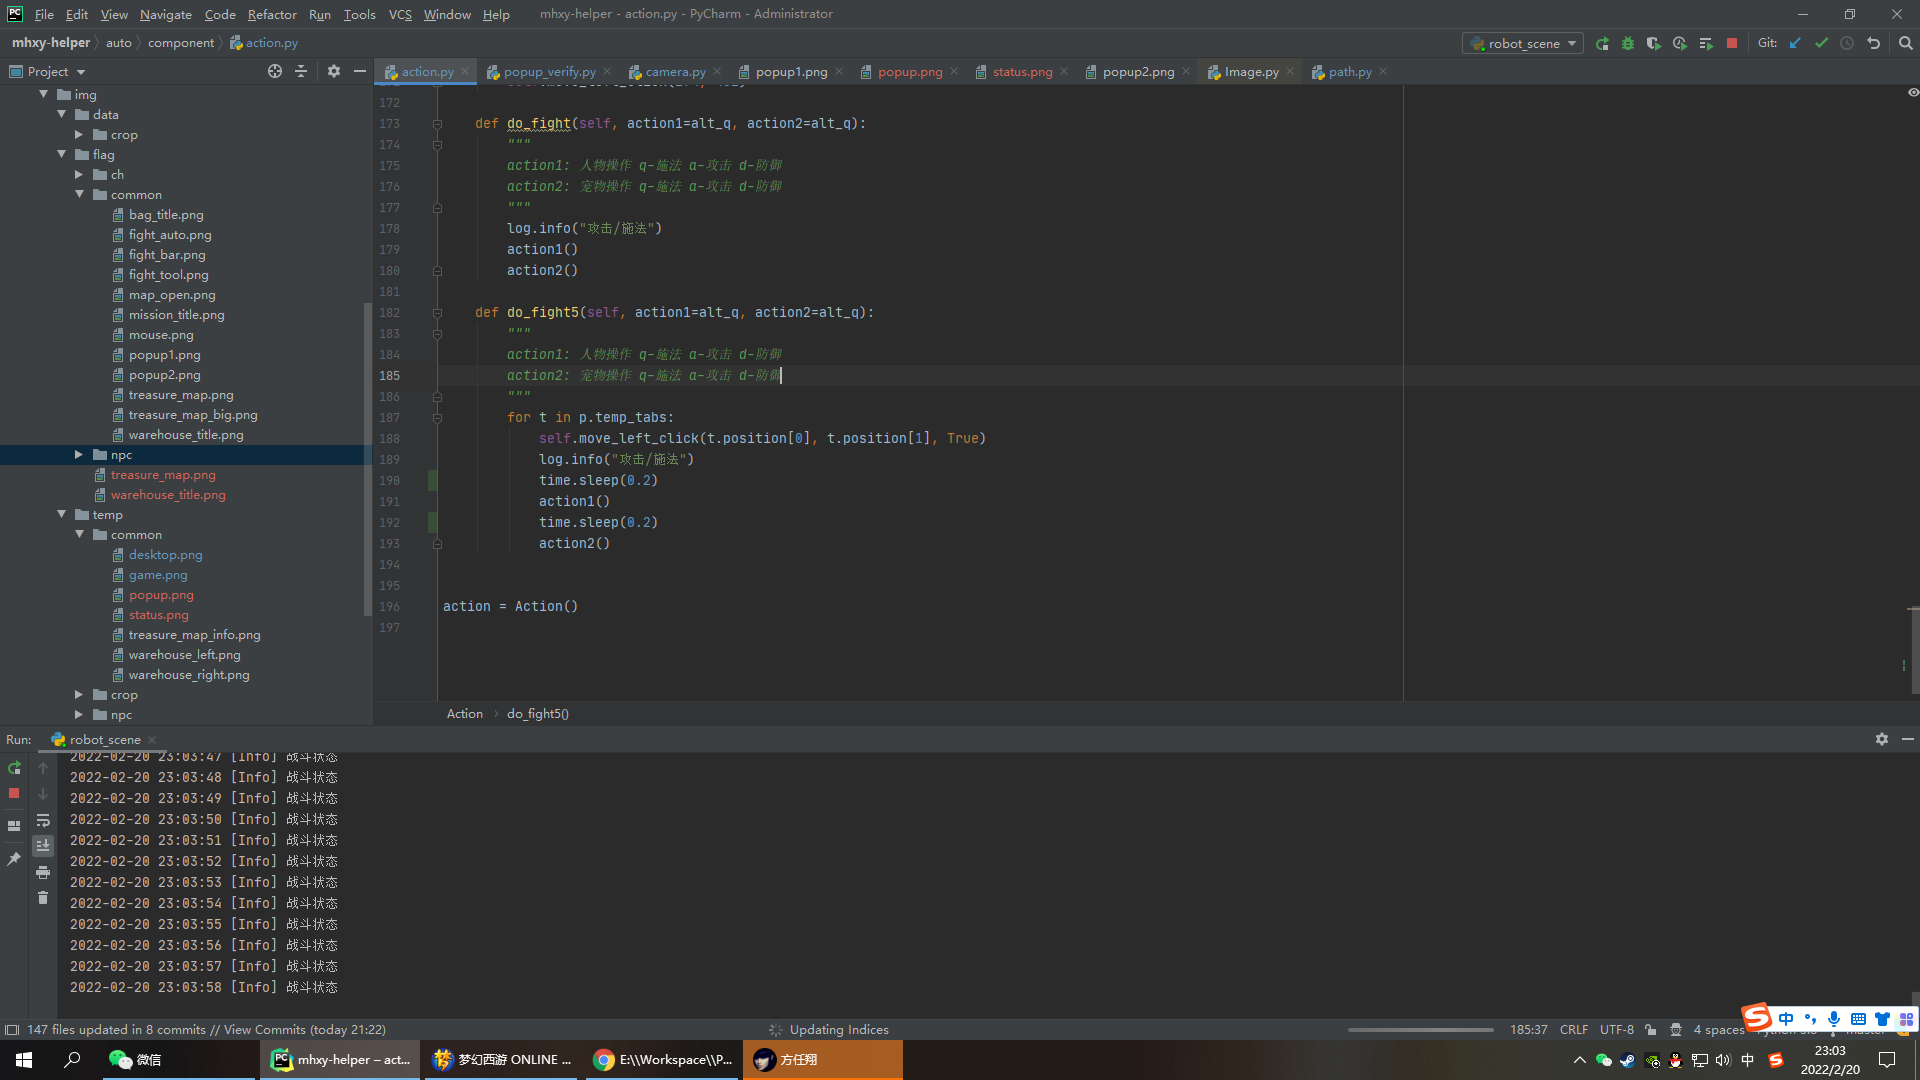 File Edit View Navigate Code Refactor Run Tools VCS Window Help mhxy-helper - action.py - PyCharm - Administrator
mhxy-helper auto component action.py robot_scene Git:
Project action.py popup_verify.py camera.py popup1.png popup.png status.png popup2.png Image.py path.py
img
data
crop
flag
ch
common
bag_title.png
fight_auto.png
fight_bar.png
fight_tool.png
map_open.png
mission_title.png
mouse.png
popup1.png
popup2.png
treasure_map.png
treasure_map_big.png
warehouse_title.png
npc
treasure_map.png
warehouse_title.png
temp
common
desktop.png
game.png
popup.png
status.png
treasure_map_info.png
warehouse_left.png
warehouse_right.png
crop
npc
172
173 def do_fight(self, action1=alt_q, action2=alt_q):
174 """
175 action1: 人物操作 q-施法 a-攻击 d-防御
176 action2: 宠物操作 q-施法 a-攻击 d-防御
177 """
178 log.info("攻击/施法")
179 action1()
180 action2()
181
182 def do_fight5(self, action1=alt_q, action2=alt_q):
183 """
184 action1: 人物操作 q-施法 a-攻击 d-防御
185 action2: 宠物操作 q-施法 a-攻击 d-防御
186 """
187 for t in p.temp_tabs:
188 self.move_left_click(t.position[0], t.position[1], True)
189 log.info("攻击/施法")
190 time.sleep(0.2)
191 action1()
192 time.sleep(0.2)
193 action2()
194
195
196 action = Action()
197
Action do_fight5()
Run: robot_scene
2022-02-20 23:03:47 [Info] 战斗状态
2022-02-20 23:03:48 [Info] 战斗状态
2022-02-20 23:03:49 [Info] 战斗状态
2022-02-20 23:03:50 [Info] 战斗状态
2022-02-20 23:03:51 [Info] 战斗状态
2022-02-20 23:03:52 [Info] 战斗状态
2022-02-20 23:03:53 [Info] 战斗状态
2022-02-20 23:03:54 [Info] 战斗状态
2022-02-20 23:03:55 [Info] 战斗状态
2022-02-20 23:03:56 [Info] 战斗状态
2022-02-20 23:03:57 [Info] 战斗状态
2022-02-20 23:03:58 [Info] 战斗状态
147 files updated in 8 commits // View Commits (today 21:22) Updating Indices 185:37 CRLF UTF-8 4 spaces 中
微信 mhxy-helper – act... 梦幻西游 ONLINE ... E:\\Workspace\\P... 方任翔 中 23:03
2022/2/20